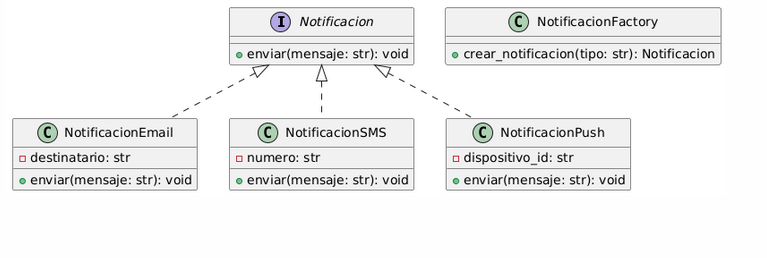 I Notificacion
enviar(mensaje: str): void
C NotificacionFactory
crear_notificacion(tipo: str): Notificacion
C NotificacionEmail
destinatario: str
enviar(mensaje: str): void
C NotificacionSMS
numero: str
enviar(mensaje: str): void
C NotificacionPush
dispositivo_id: str
enviar(mensaje: str): void